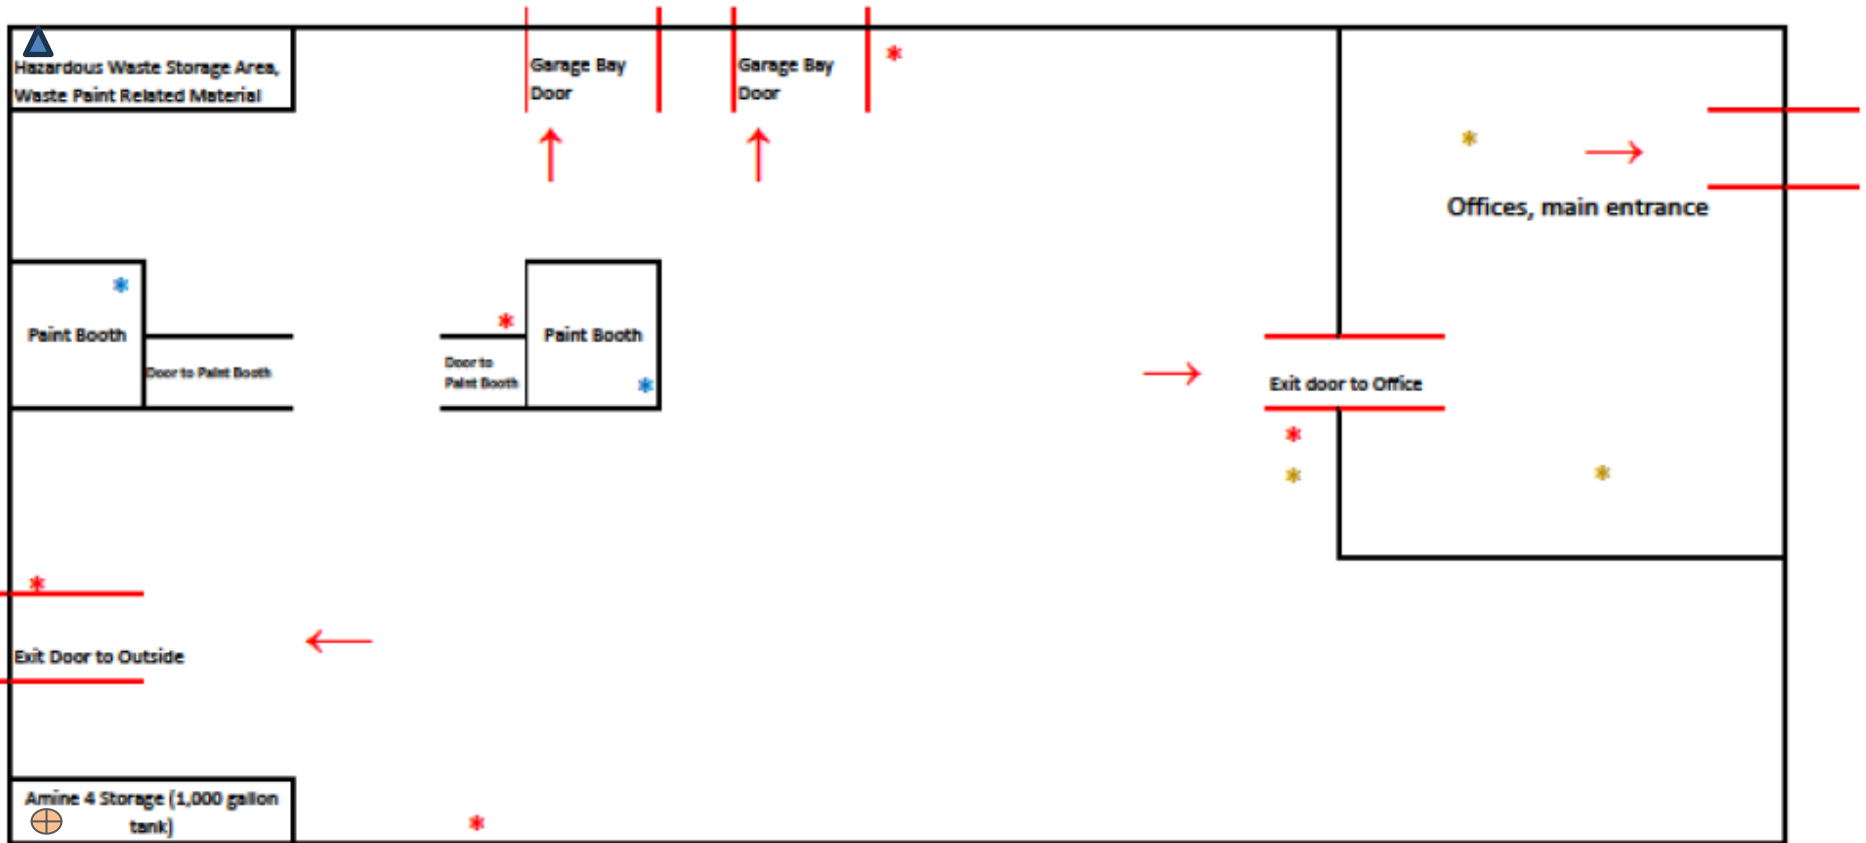 Hazardous Waste Storage Area,
Waste Paint Related Material
Garage Bay
Door
Garage Bay
Door
Offices, main entrance
Paint Booth
Door to Paint Booth
Door to
Paint Booth
Paint Booth
Exit door to Office
Exit Door to Outside
Amine 4 Storage (1,000 gallon
tank)